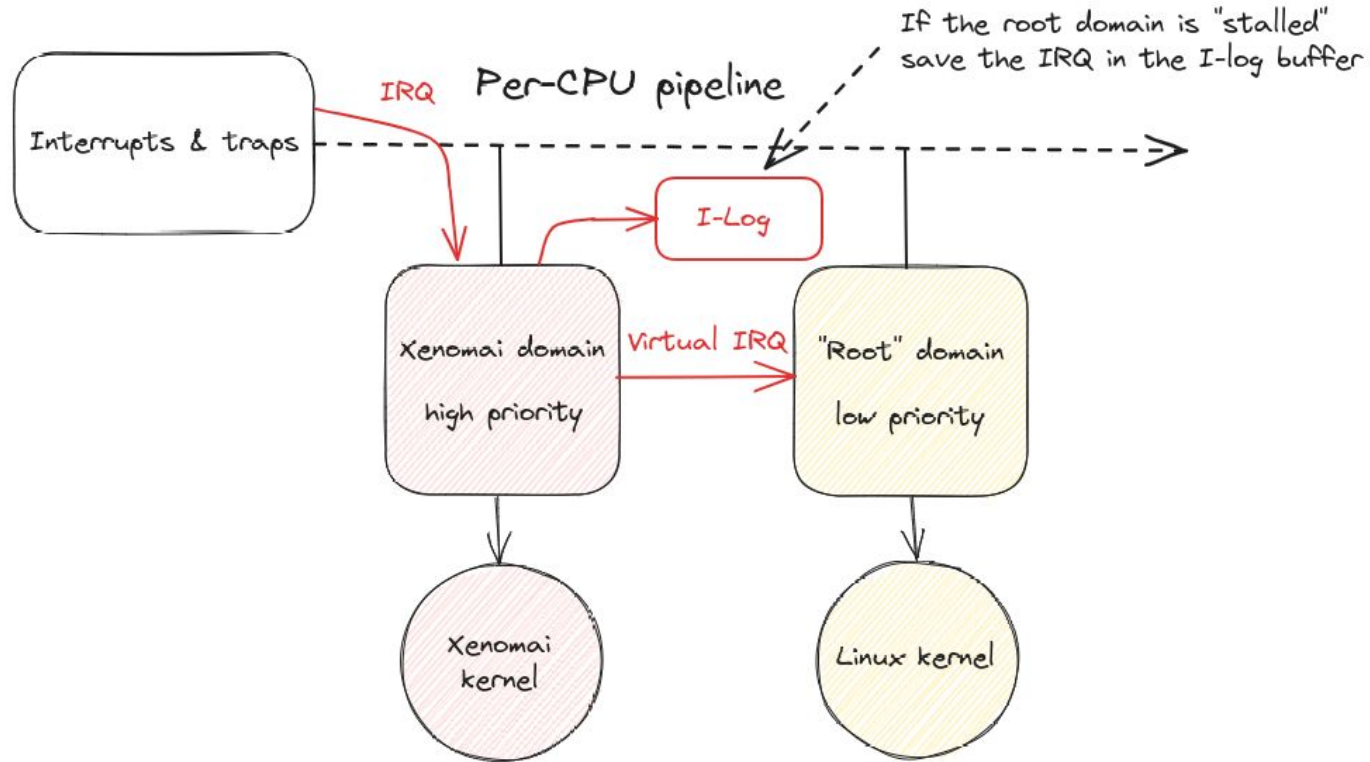 If the root domain is "stalled"
save the IRQ in the I-log buffer
Per-CPU pipeline
IRQ
Interrupts & traps
I-Log
Xenomai domain
high priority
Virtual IRQ
"Root" domain
low priority
Xenomai
kernel
Linux kernel